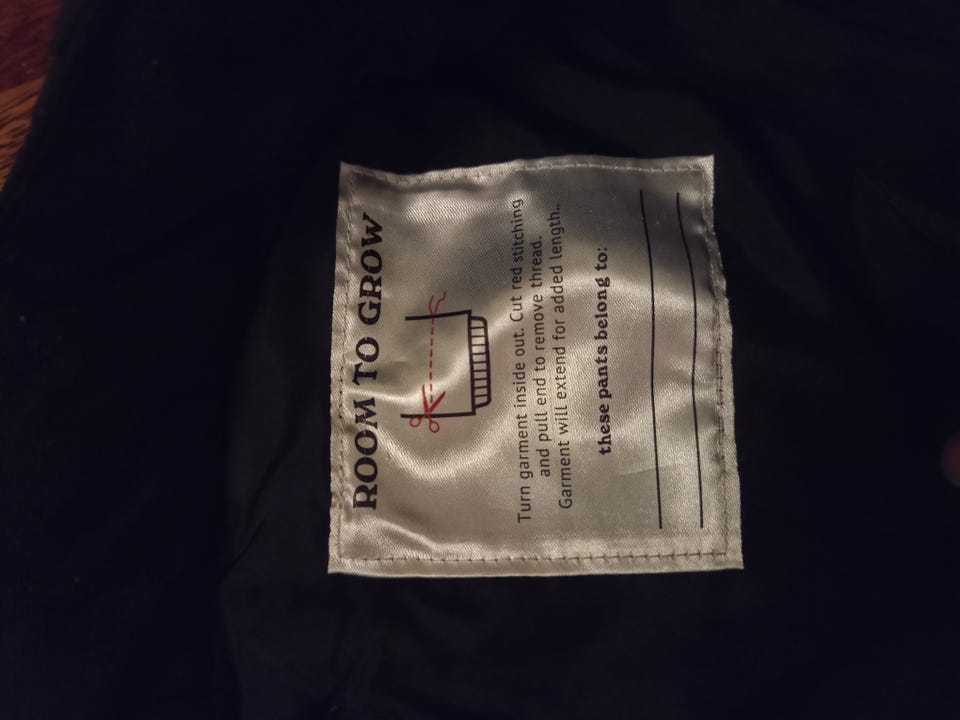 ROOM TO GROW
Turn garment inside out. Cut red stitching
and pull end to remove thread.
Garment will extend for added length..
these pants belong to: